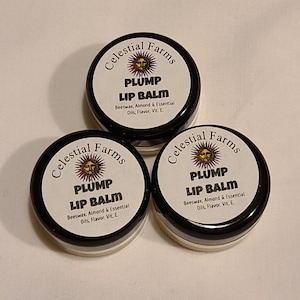 Celestial Farms
PLUMP
LIP BALM
Beeswax, Almond & Essential
Oils, Flavor, Vit. E.
Celestial Farms
PLUMP
LIP BALM
Beeswax, Almond & Essential
Oils, Flavor, Vit. E.
Celestial Farms
PLUMP
LIP BALM
Beeswax, Almond & Essential
Oils, Flavor, Vit. E.